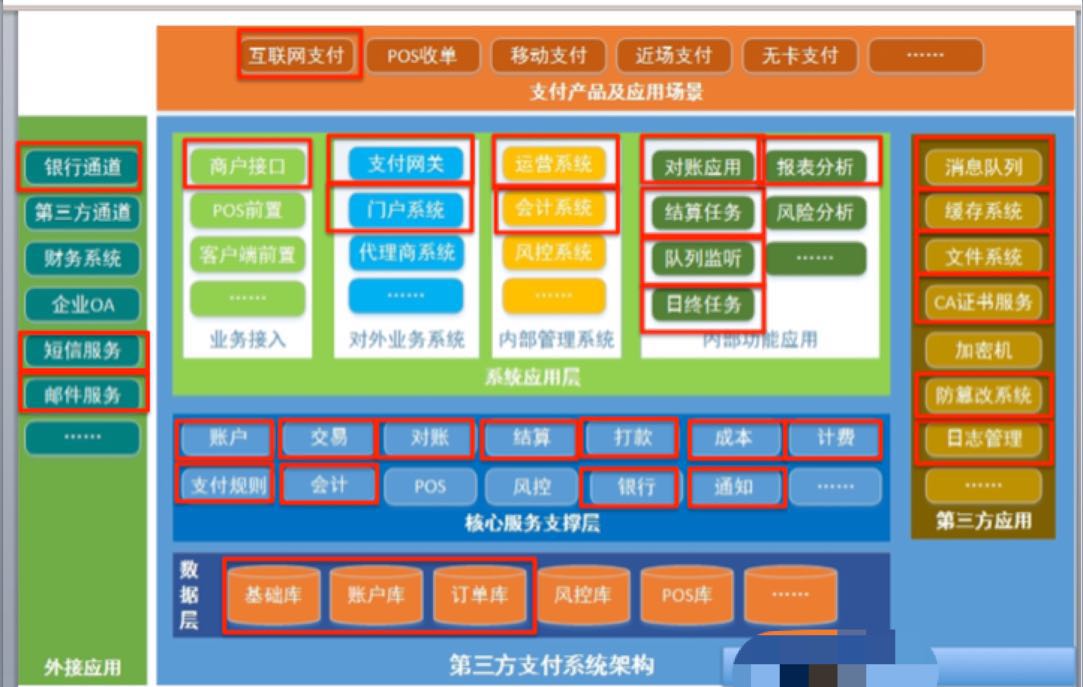 互联网支付 POS收单 移动支付 近场支付 无卡支付 ······
支付产品及应用场景
银行通道
第三方通道
财务系统
企业OA
短信服务
邮件服务
······
外接应用
商户接口
POS前置
客户端前置
······
业务接入
支付网关
门户系统
代理商系统
······
对外业务系统
运营系统
会计系统
风控系统
······
内部管理系统
对账应用 报表分析
结算任务 风险分析
队列监听 ······
日终任务
内部功能应用
系统应用层
账户 交易 对账 结算 打款 成本 计费
支付规则 会计 POS 风控 银行 通知 ······
核心服务支撑层
数据层
基础库 账户库 订单库 风控库 POS库 ······
消息队列
缓存系统
文件系统
CA证书服务
加密机
防篡改系统
日志管理
······
第三方应用
第三方支付系统架构